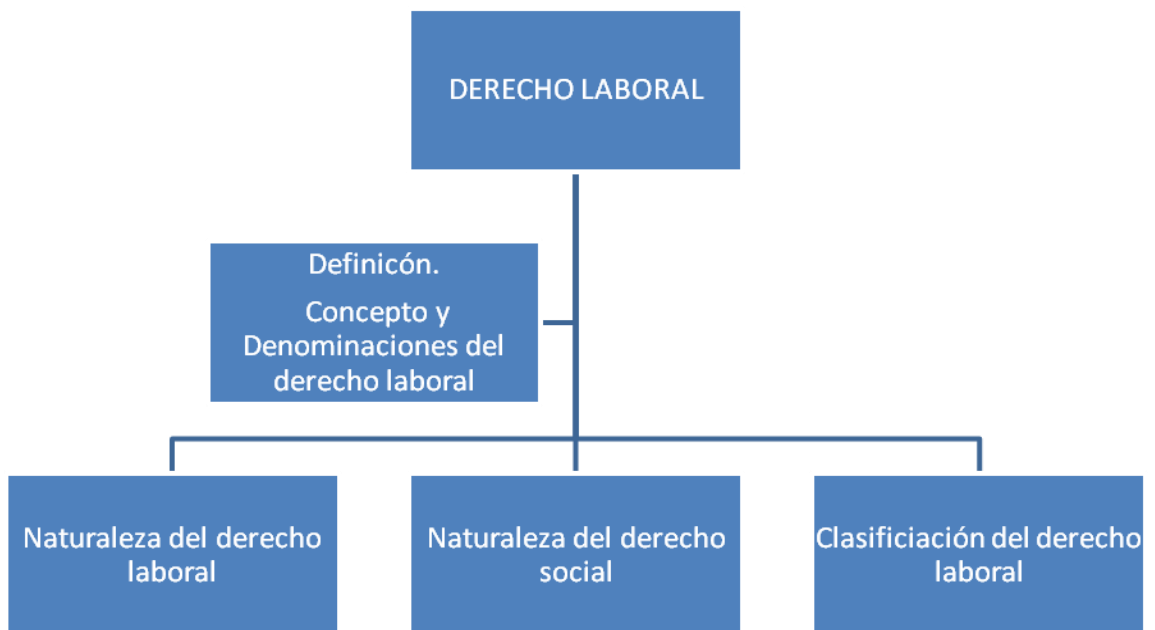 DERECHO LABORAL
Definicón.
Concepto y
Denominaciones del
derecho laboral
Naturaleza del derecho
laboral
Naturaleza del derecho
social
Clasificiación del derecho
laboral